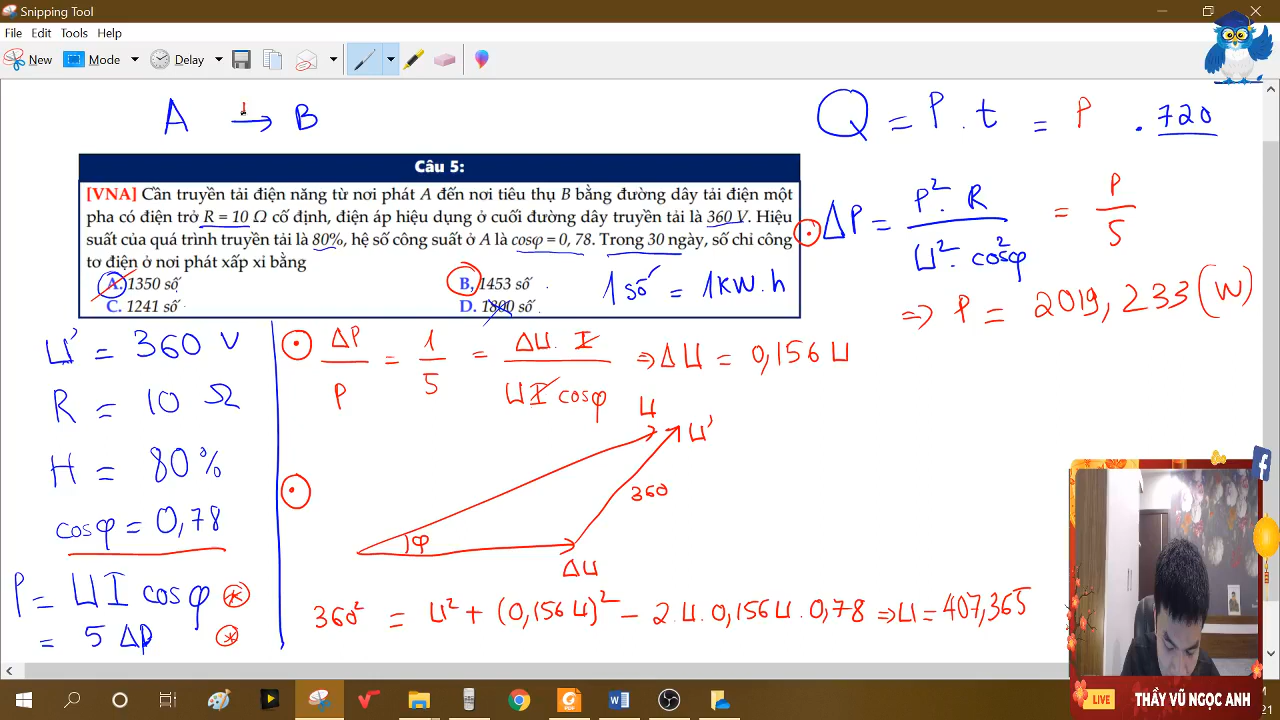 Snipping Tool
File Edit Tools Help
New Mode Delay
A → B
Q = P . t = P . 720
Câu 5:
[VNA] Cần truyền tải điện năng từ nơi phát A đến nơi tiêu thụ B bằng đường dây tải điện một
pha có điện trở R = 10 Ω cố định, điện áp hiệu dụng ở cuối đường dây truyền tải là 360 V. Hiệu
suất của quá trình truyền tải là 80%, hệ số công suất ở A là cosφ = 0, 78. Trong 30 ngày, số chỉ công
tơ điện ở nơi phát xấp xỉ bằng
A. 1350 số B, 1453 số
C. 1241 số D. 1800 số
1 số = 1KW.h
ΔP = P². R / U². cos²φ = P / 5
=> P = 2019,233 (W)
U' = 360 V
R = 10 Ω
H = 80%
cosφ = 0,78
P = UI cosφ
= 5 ΔP
ΔP / P = 1 / 5 = ΔU. I / UI cosφ => ΔU = 0,156 U
U
U'
360
φ
ΔU
360² = U² + (0,156U)² – 2.U.0,156U.0,78 => U = 407,365
LIVE THẦY VŨ NGỌC ANH
21